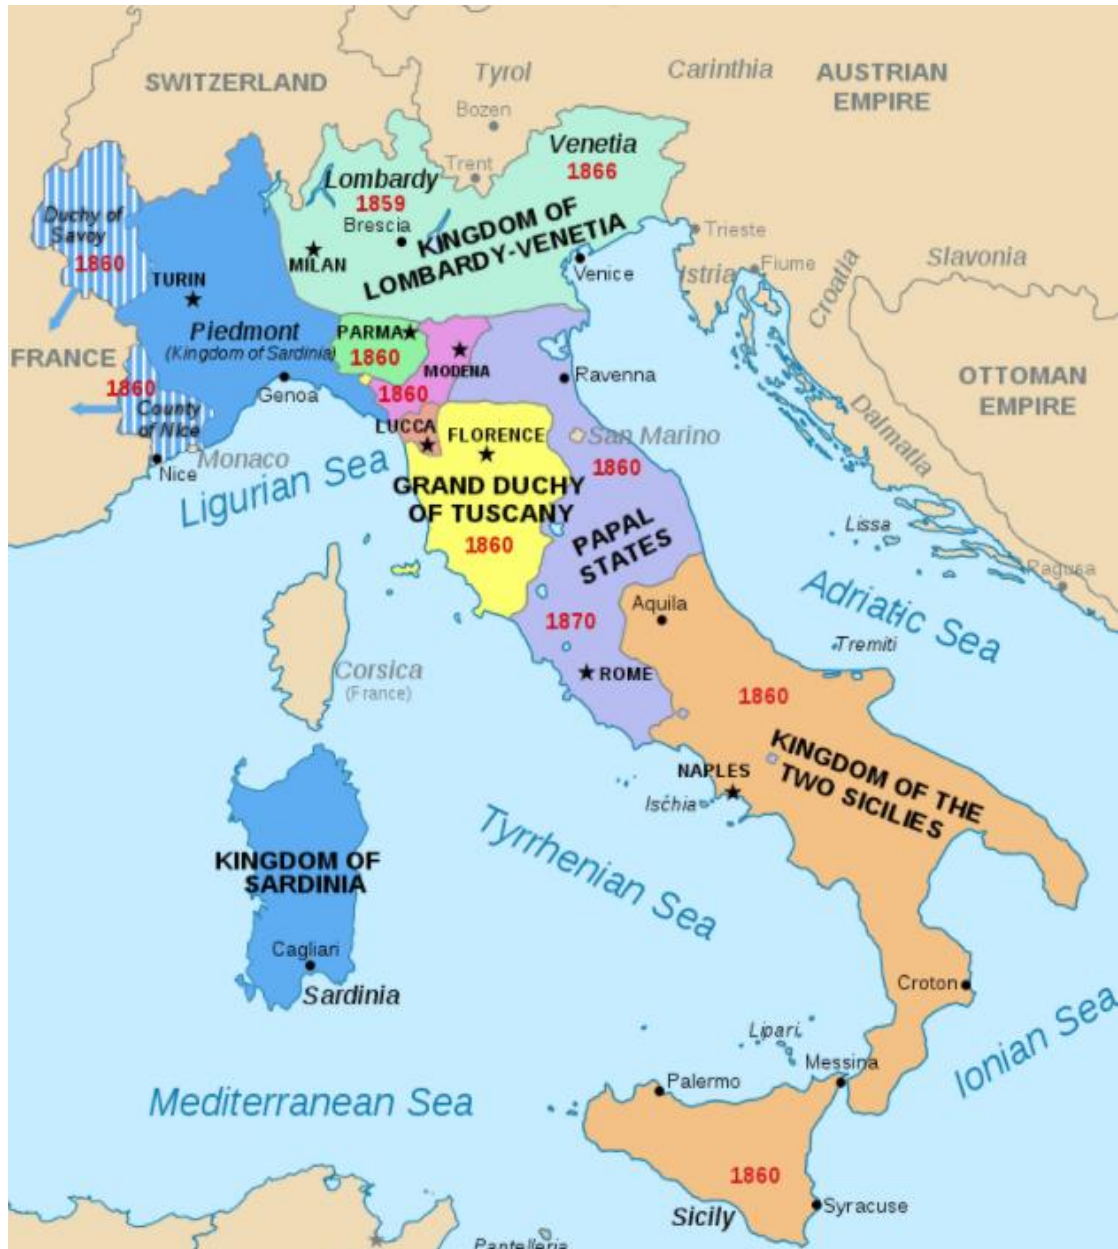 SWITZERLAND
Tyrol
Carinthia
AUSTRIAN
EMPIRE
Bozen
Trent
Venetia
1866
Lombardy
1859
Brescia
KINGDOM OF
LOMBARDY-VENETIA
MILAN
Venice
Trieste
Istria
Fiume
Croatia
Slavonia
Duchy of
Savoy
1860
TURIN
Piedmont
(Kingdom of Sardinia)
FRANCE
1860
County
of Nice
Nice
Monaco
Genoa
PARMA
1860
MODENA
1860
LUCCA
FLORENCE
GRAND DUCHY
OF TUSCANY
1860
Ravenna
San Marino
1860
PAPAL
STATES
1870
ROME
OTTOMAN
EMPIRE
Dalmatia
Lissa
Ragusa
Ligurian Sea
Adriatic Sea
Corsica
(France)
Aquila
Tremiti
1860
KINGDOM OF THE
TWO SICILIES
NAPLES
Ischia
Tyrrhenian Sea
KINGDOM OF
SARDINIA
Cagliari
Sardinia
Croton
Ionian Sea
Lipari
Messina
Palermo
Mediterranean Sea
1860
Sicily
Syracuse
Pantelleria